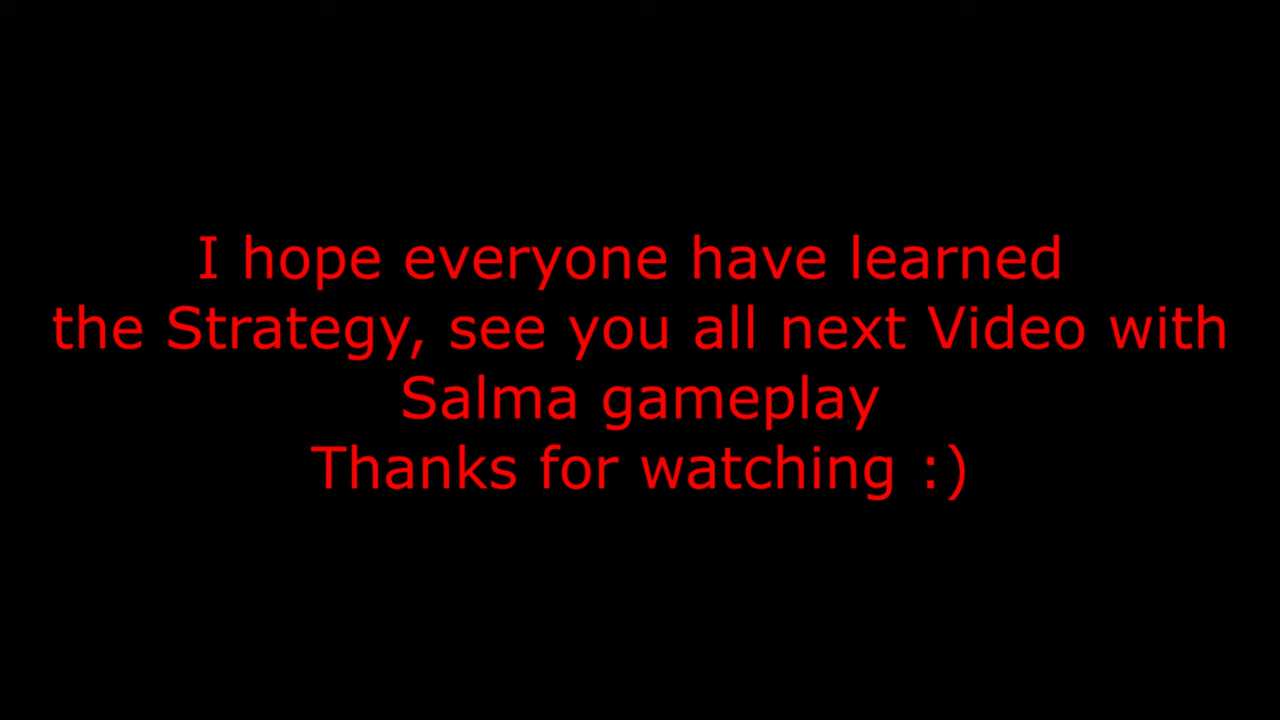 I hope everyone have learned
the Strategy, see you all next Video with
Salma gameplay
Thanks for watching :)